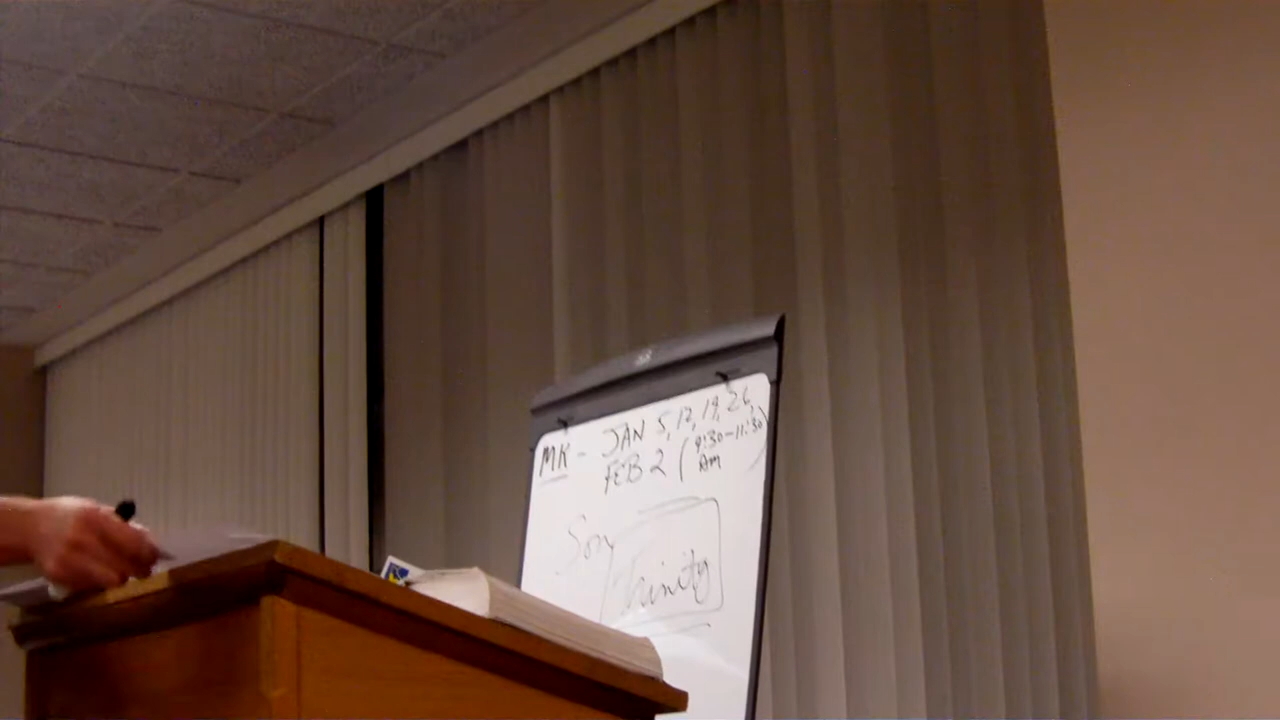 MK - JAN 5, 12, 19, 26,
FEB 2 (9:30-11:30
AM
Son
Trinity